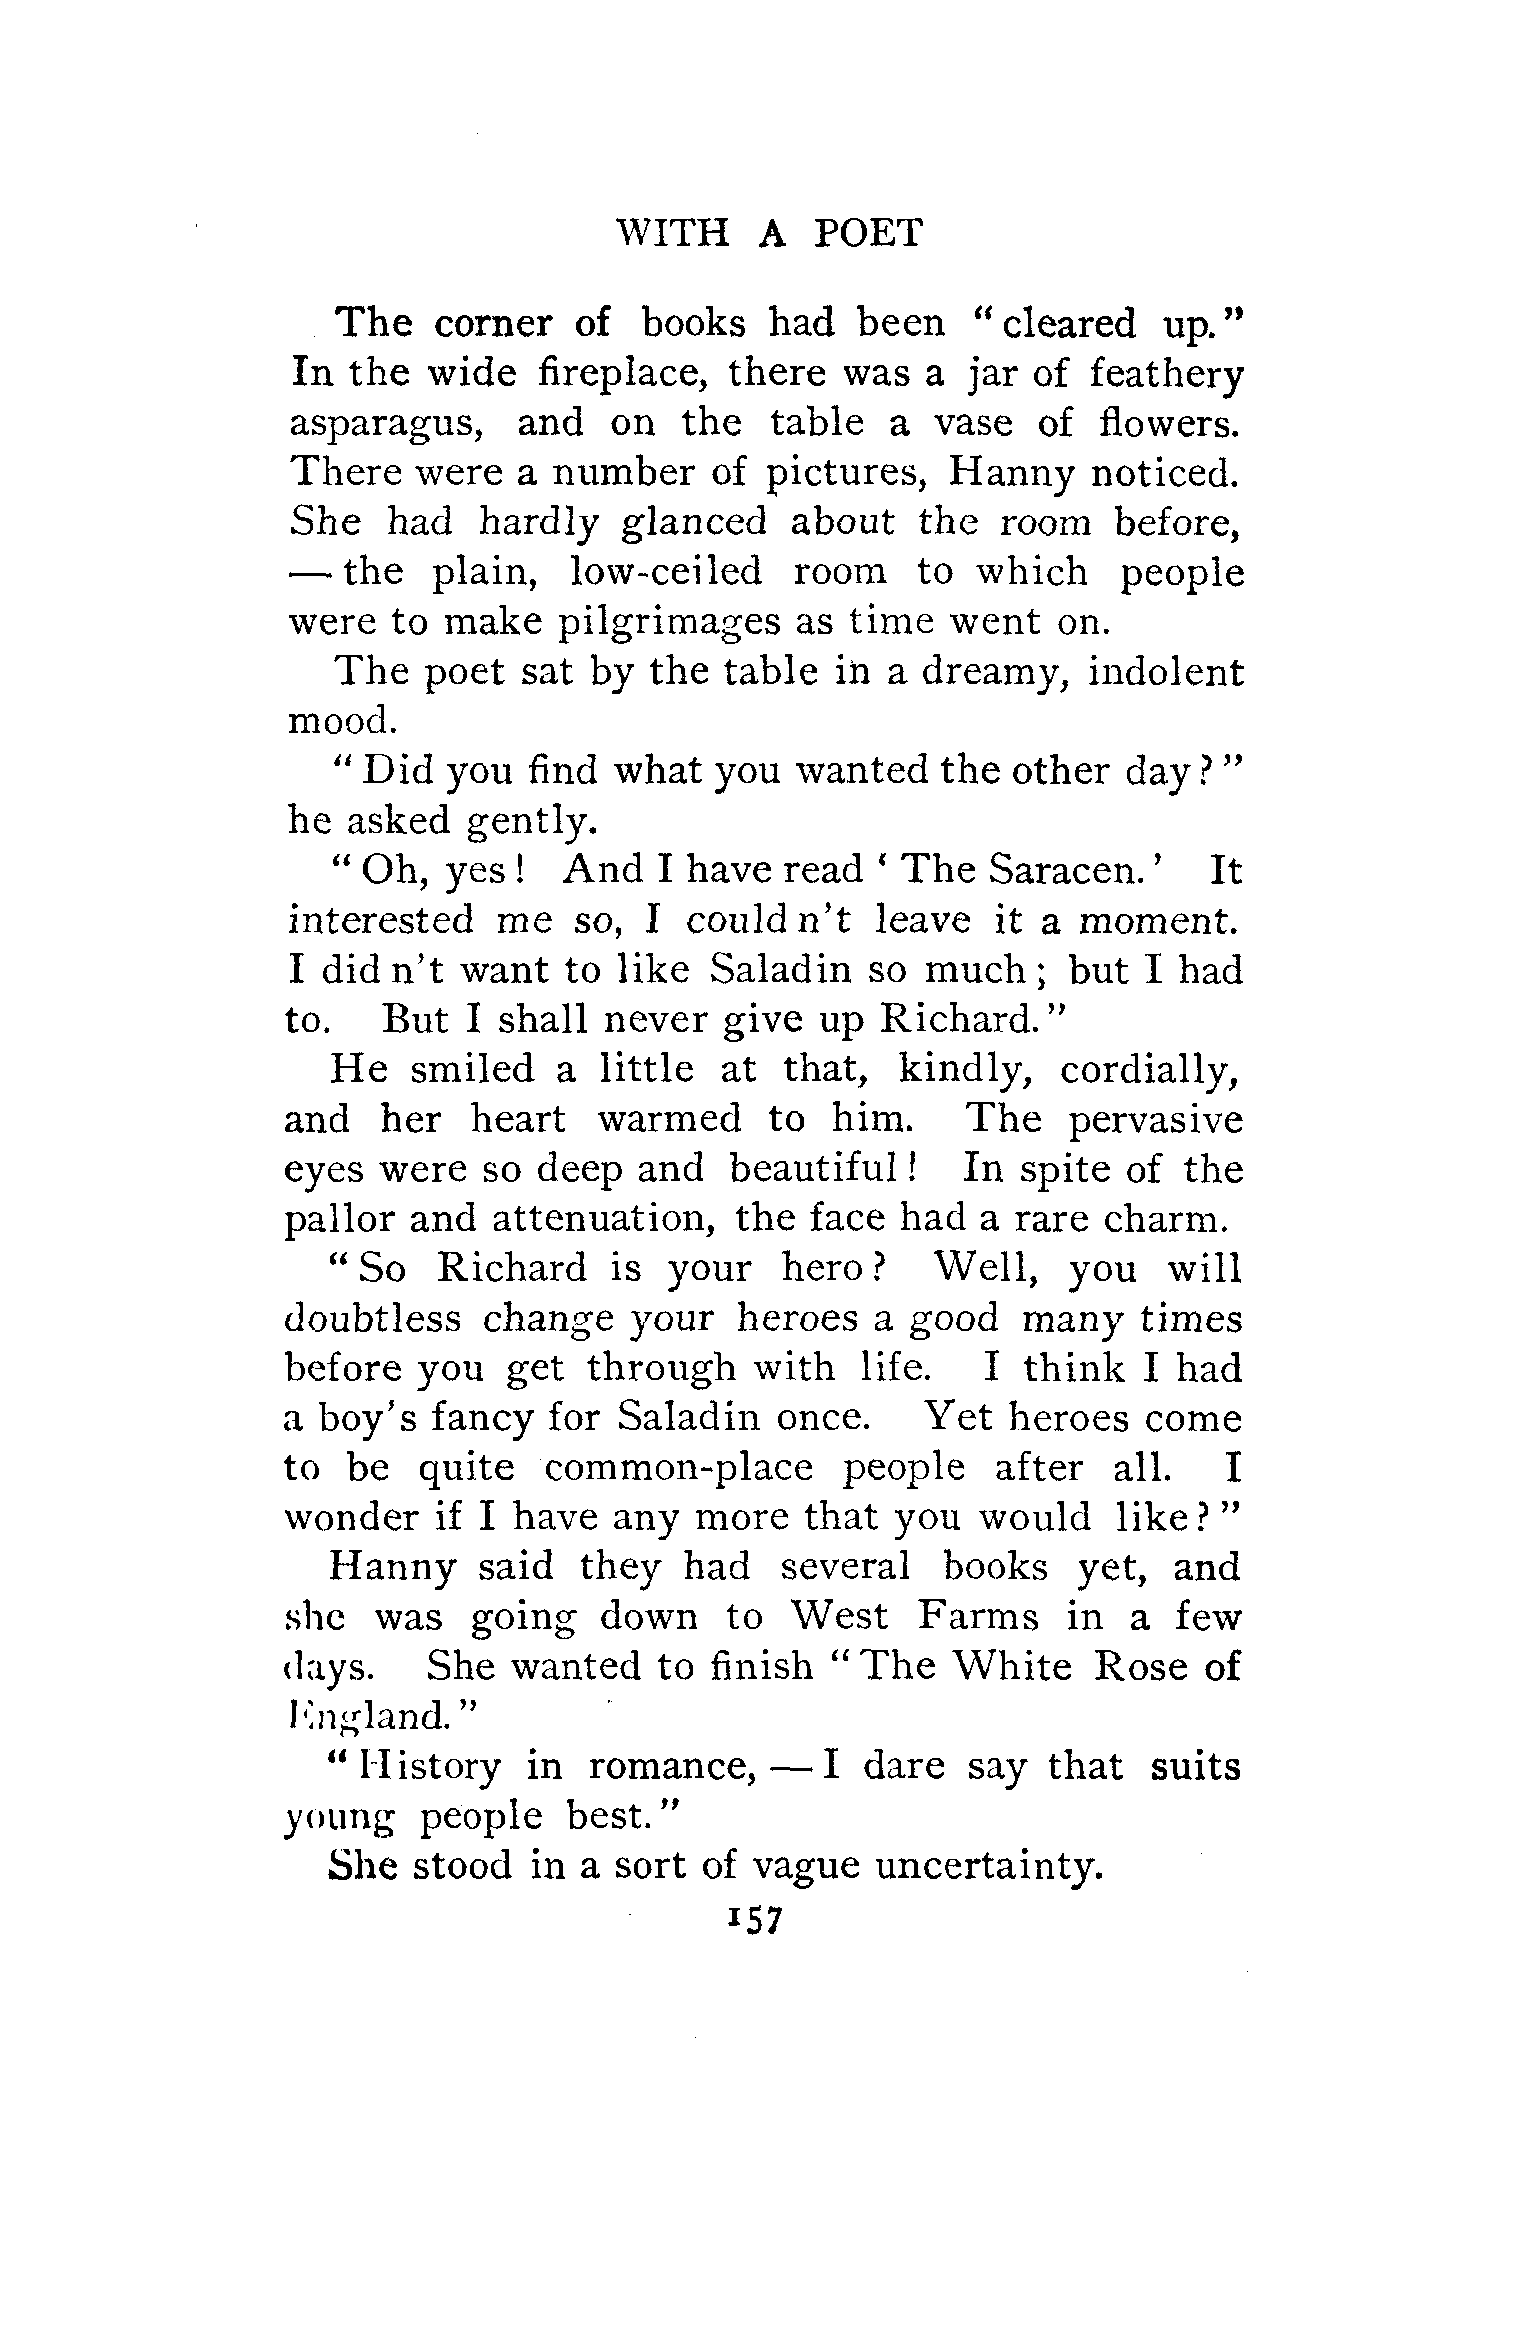 WITH A POET
The corner of books had been “cleared up.”
In the wide fireplace, there was a jar of feathery
asparagus, and on the table a vase of flowers.
There were a number of pictures, Hanny noticed.
She had hardly glanced about the room before,
— the plain, low-ceiled room to which people
were to make pilgrimages as time went on.
The poet sat by the table in a dreamy, indolent
mood.
“Did you find what you wanted the other day?”
he asked gently.
“Oh, yes! And I have read ‘The Saracen.’ It
interested me so, I could n’t leave it a moment.
I did n’t want to like Saladin so much; but I had
to. But I shall never give up Richard.”
He smiled a little at that, kindly, cordially,
and her heart warmed to him. The pervasive
eyes were so deep and beautiful! In spite of the
pallor and attenuation, the face had a rare charm.
“So Richard is your hero? Well, you will
doubtless change your heroes a good many times
before you get through with life. I think I had
a boy’s fancy for Saladin once. Yet heroes come
to be quite common-place people after all. I
wonder if I have any more that you would like?”
Hanny said they had several books yet, and
she was going down to West Farms in a few
days. She wanted to finish “The White Rose of
England.”
“History in romance, — I dare say that suits
young people best.”
She stood in a sort of vague uncertainty.
157